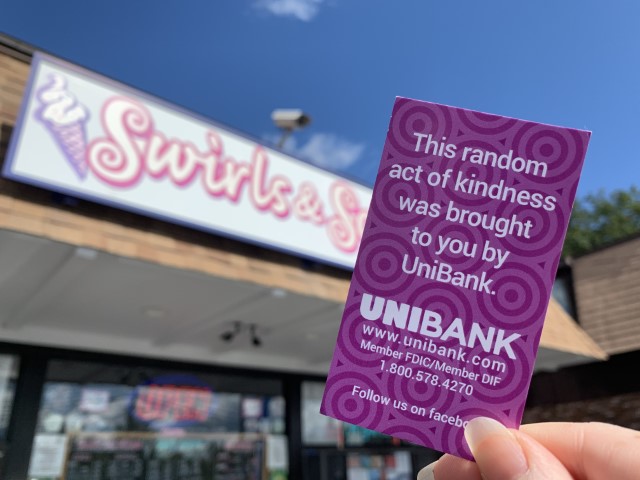 Swirls &
OPEN
This random
act of kindness
was brought
to you by
UniBank.
UNIBANK
www.unibank.com
Member FDIC/Member DIF
1.800.578.4270
Follow us on facebo